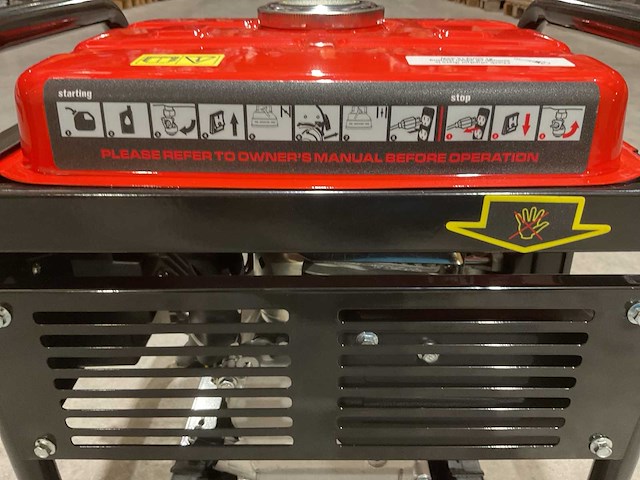 starting stop
PLEASE REFER TO OWNER'S MANUAL BEFORE OPERATION